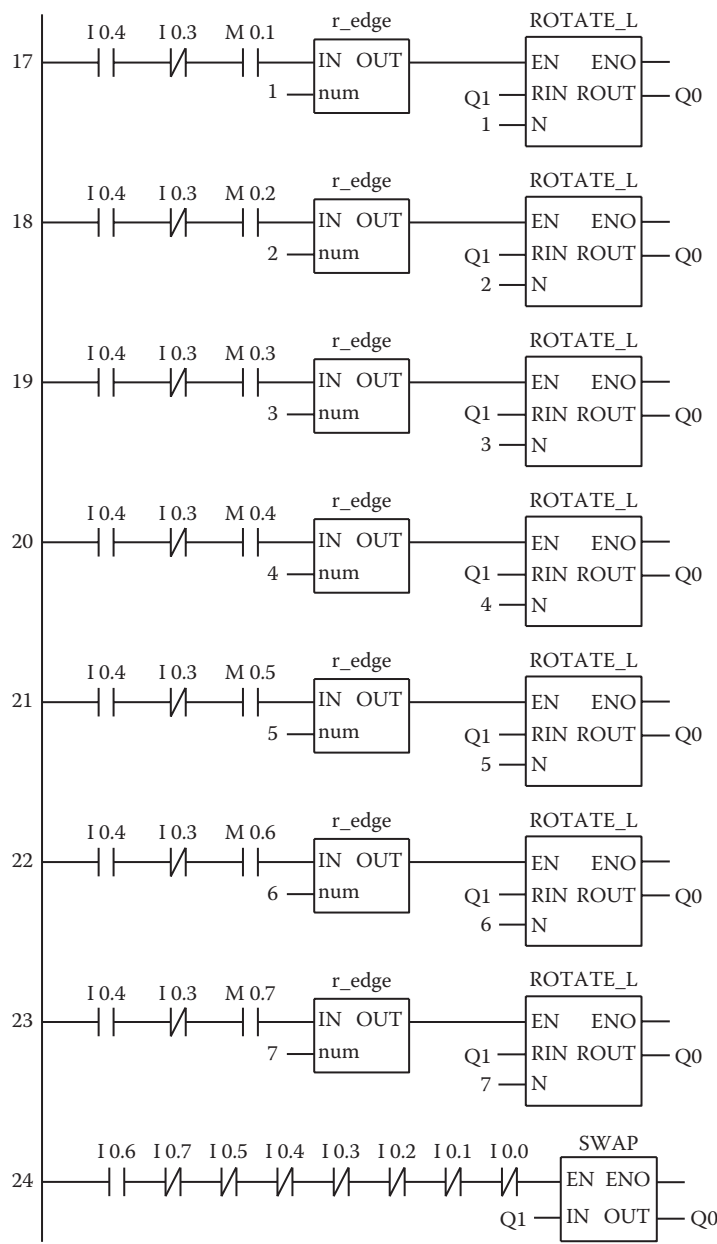 r_edge ROTATE_L
I 0.4 I 0.3 M 0.1
17 IN OUT EN ENO
1 num Q1 RIN ROUT Q0
1 N
r_edge ROTATE_L
I 0.4 I 0.3 M 0.2
18 IN OUT EN ENO
2 num Q1 RIN ROUT Q0
2 N
r_edge ROTATE_L
I 0.4 I 0.3 M 0.3
19 IN OUT EN ENO
3 num Q1 RIN ROUT Q0
3 N
r_edge ROTATE_L
I 0.4 I 0.3 M 0.4
20 IN OUT EN ENO
4 num Q1 RIN ROUT Q0
4 N
r_edge ROTATE_L
I 0.4 I 0.3 M 0.5
21 IN OUT EN ENO
5 num Q1 RIN ROUT Q0
5 N
r_edge ROTATE_L
I 0.4 I 0.3 M 0.6
22 IN OUT EN ENO
6 num Q1 RIN ROUT Q0
6 N
r_edge ROTATE_L
I 0.4 I 0.3 M 0.7
23 IN OUT EN ENO
7 num Q1 RIN ROUT Q0
7 N
SWAP
I 0.6 I 0.7 I 0.5 I 0.4 I 0.3 I 0.2 I 0.1 I 0.0
24 EN ENO
Q1 IN OUT Q0